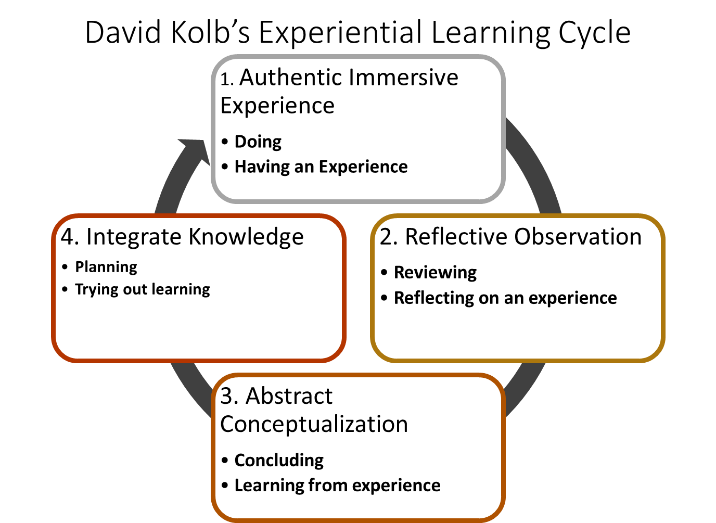 David Kolb’s Experiential Learning Cycle
1. Authentic Immersive
Experience
• Doing
• Having an Experience
2. Reflective Observation
• Reviewing
• Reflecting on an experience
3. Abstract
Conceptualization
• Concluding
• Learning from experience
4. Integrate Knowledge
• Planning
• Trying out learning